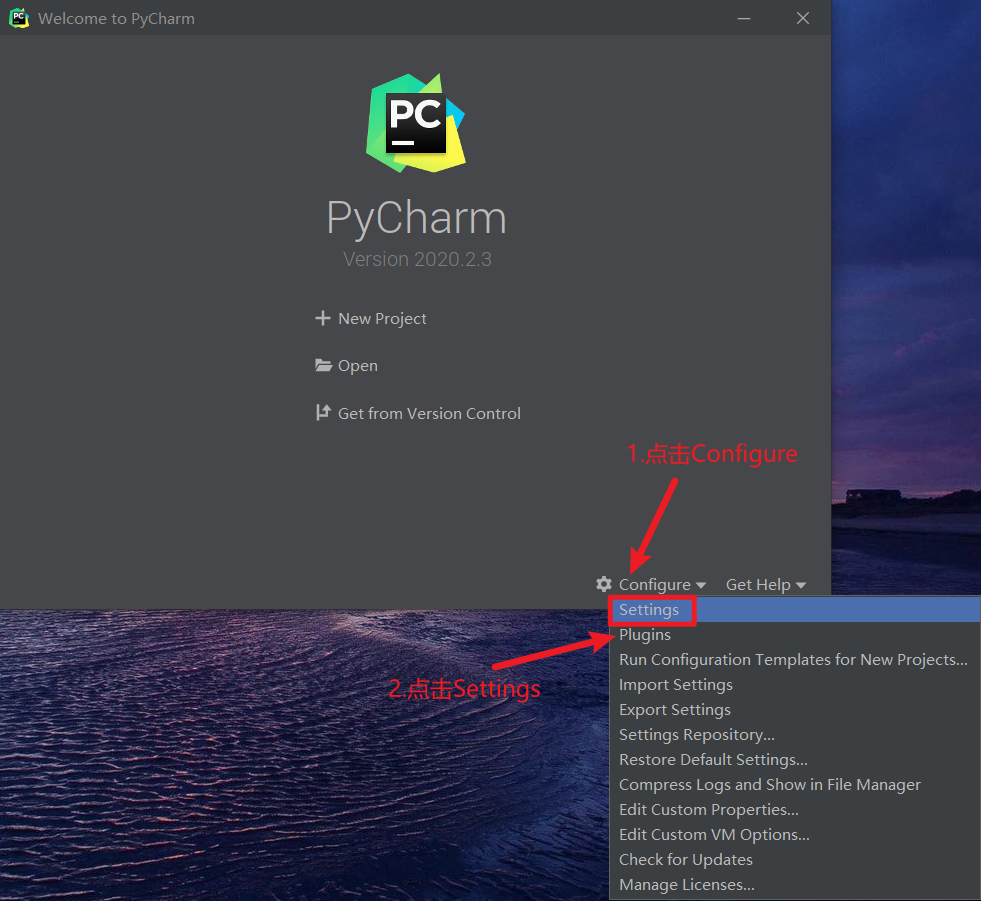 Welcome to PyCharm
PC
PyCharm
Version 2020.2.3
New Project
Open
Get from Version Control
1.点击Configure
Configure
Get Help
Settings
Plugins
2.点击Settings
Run Configuration Templates for New Projects...
Import Settings
Export Settings
Settings Repository...
Restore Default Settings...
Compress Logs and Show in File Manager
Edit Custom Properties...
Edit Custom VM Options...
Check for Updates
Manage Licenses...